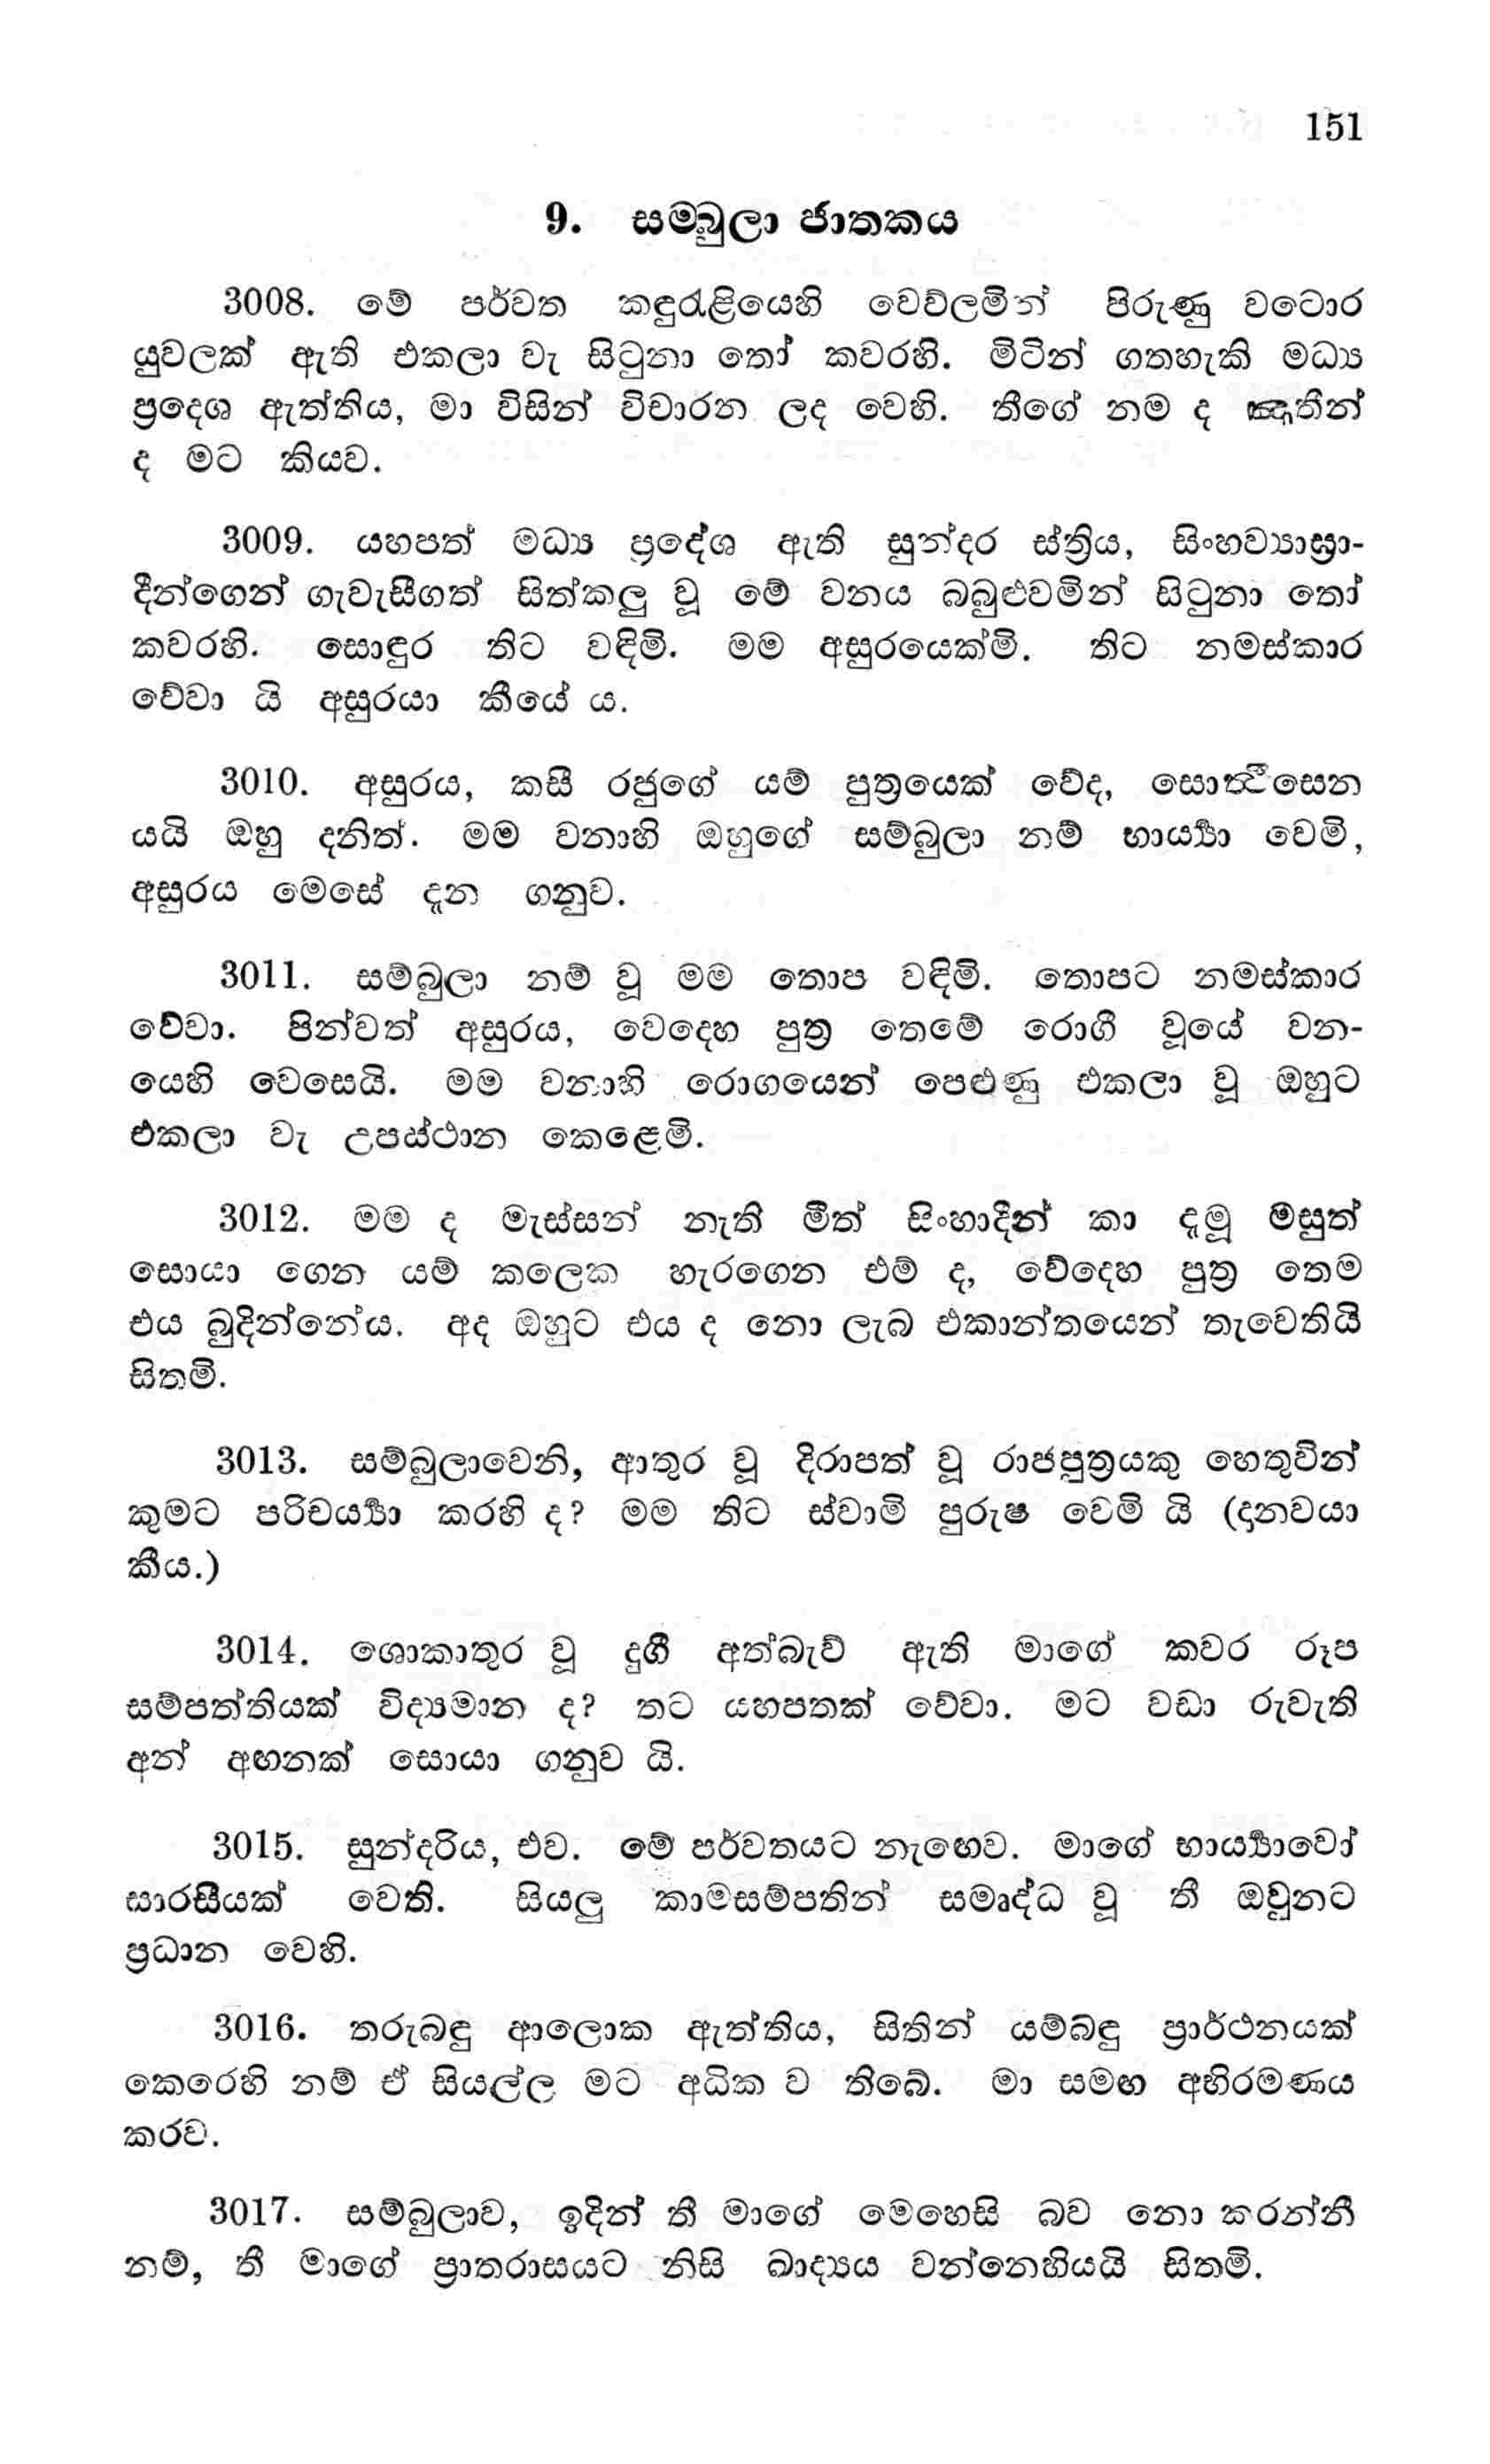 151
9. සම්බුලා ජාතකය
3008. මේ පර්වත කඳුරැළියෙහි වෙව්ලමින් පිරුණු වටොර
යුවලක් ඇති එකලා වැ සිටුනා තෝ කවරහි. මිටින් ගතහැකි මධ්‍ය
ප්‍රදෙශ ඇත්තිය, මා විසින් විචාරන ලද වෙහි. තීගේ නම ද ඤාතීන්
ද මට කියව.
3009. යහපත් මධ්‍ය ප්‍රදේශ ඇති සුන්දර ස්ත්‍රිය, සිංහව්‍යාඝ්‍රා-
දීන්ගෙන් ගැවැසීගත් සිත්කලු වූ මේ වනය බබුළුවමින් සිටුනා තෝ
කවරහි. සොඳුර තිට වඳිමි. මම අසුරයෙක්මි. තිට නමස්කාර
වේවා යි අසුරයා කීයේ ය.
3010. අසුරය, කසී රජුගේ යම් පුත්‍රයෙක් වේද, සොත්‍ථිසෙන
යයි ඔහු දනිත්. මම වනාහි ඔහුගේ සම්බුලා නම් භාර්‍ය්‍යා වෙමි,
අසුරය මෙසේ දැන ගනුව.
3011. සම්බුලා නම් වූ මම තොප වඳිමි. තොපට නමස්කාර
වේවා. පින්වත් අසුරය, වෙදෙහ පුත්‍ර තෙමේ රොගී වූයේ වන-
යෙහි වෙසෙයි. මම වනාහි රොගයෙන් පෙළුණු එකලා වූ ඔහුට
එකලා වැ උපස්ථාන කෙළෙමි.
3012. මම ද මැස්සන් නැති මීත් සිංහාදීන් කා දැමූ මසුත්
සොයා ගෙන යම් කලෙක හැරගෙන එම් ද, වේදෙහ පුත්‍ර තෙම
එය බුදින්නේය. අද ඔහුට එය ද නො ලැබ එකාන්තයෙන් තැවෙතියි
සිතමි.
3013. සම්බුලාවෙනි, ආතුර වූ දිරාපත් වූ රාජපුත්‍රයකු හෙතුවින්
කුමට පරිචර්‍ය්‍යා කරහි ද? මම තිට ස්වාමි පුරුෂ වෙමි යි (දානවයා
කීය.)
3014. ශොකාතුර වූ දුගී අත්බැව් ඇති මාගේ කවර රූප
සම්පත්තියක් විද්‍යමාන ද? තට යහපතක් වේවා. මට වඩා රුවැති
අන් අඟනක් සොයා ගනුව යි.
3015. සුන්දරිය, එව. මේ පර්වතයට නැඟෙව. මාගේ භාර්‍ය්‍යාවෝ
සාරසීයක් වෙති. සියලු කාමසම්පතින් සමෘද්ධ වූ තී ඔවුනට
ප්‍රධාන වෙහි.
3016. තරුබඳු ආලොක ඇත්තිය, සිතින් යම්බඳු ප්‍රාර්ථනයක්
කෙරෙහි නම් ඒ සියල්ල මට අධික ව තිබේ. මා සමඟ අභිරමණය
කරව.
3017. සම්බුලාව, ඉදින් තී මාගේ මෙහෙසි බව නො කරන්නී
නම්, තී මාගේ ප්‍රාතරාසයට නිසි ඛාද්‍යය වන්නෙහියයි සිතමි.